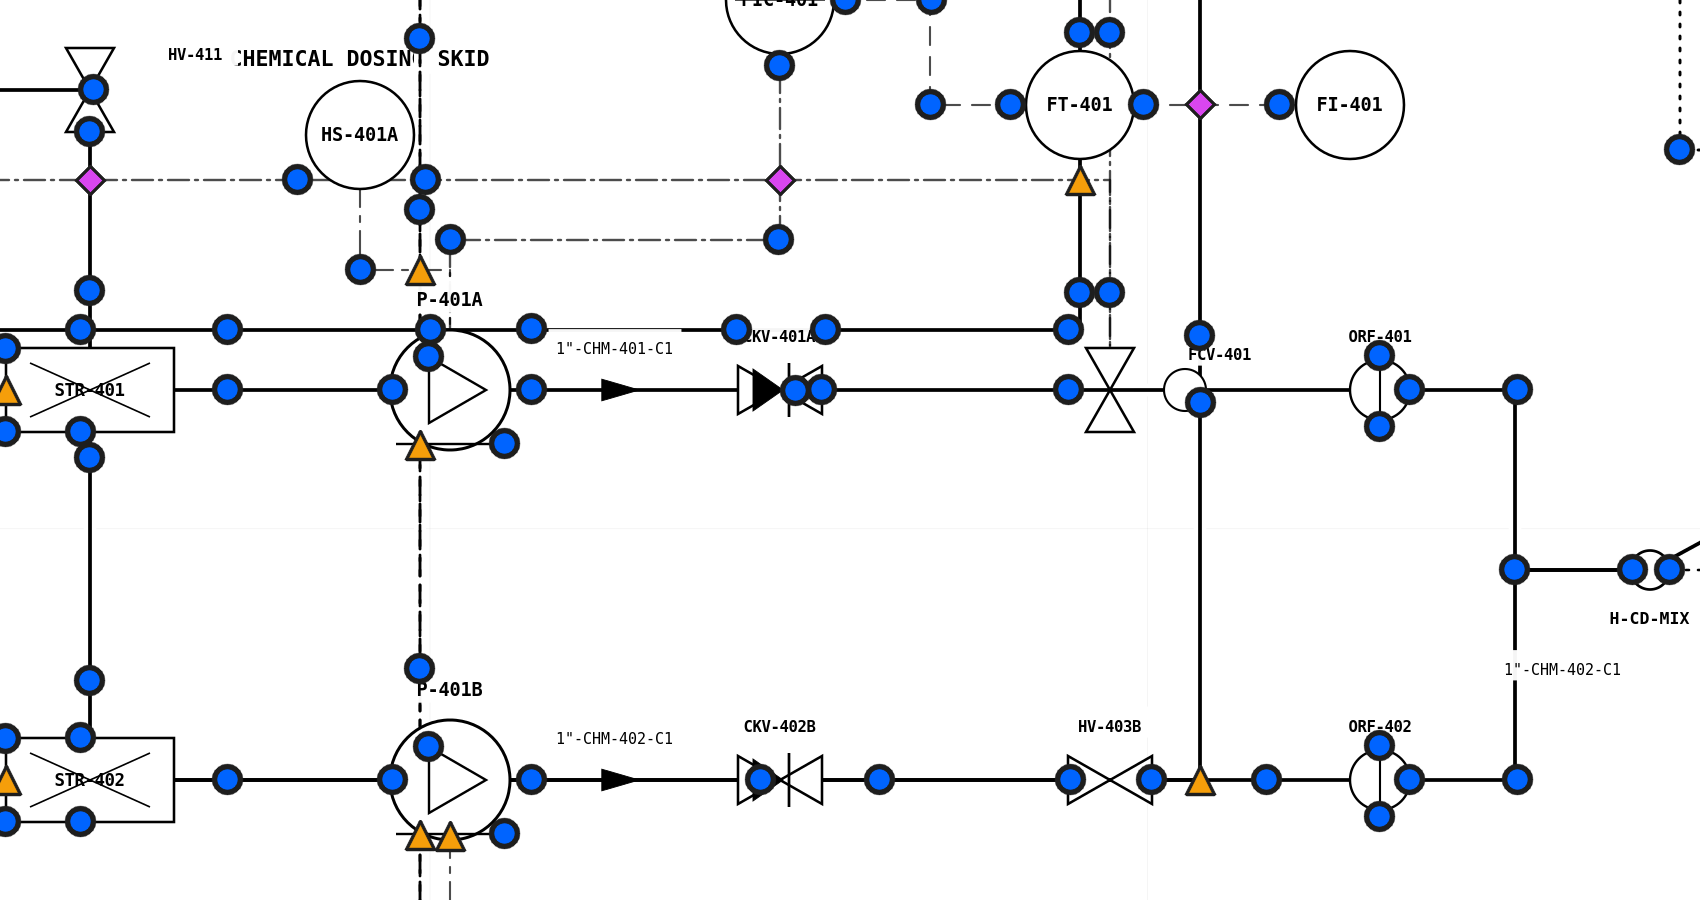 HV-411
CHEMICAL DOSING SKID
HS-401A
FT-401
FI-401
P-401A
1"-CHM-401-C1
CKV-401A
FCV-401
ORF-401
STR-401
H-CD-MIX
1"-CHM-402-C1
P-401B
1"-CHM-402-C1
CKV-402B
HV-403B
ORF-402
STR-402